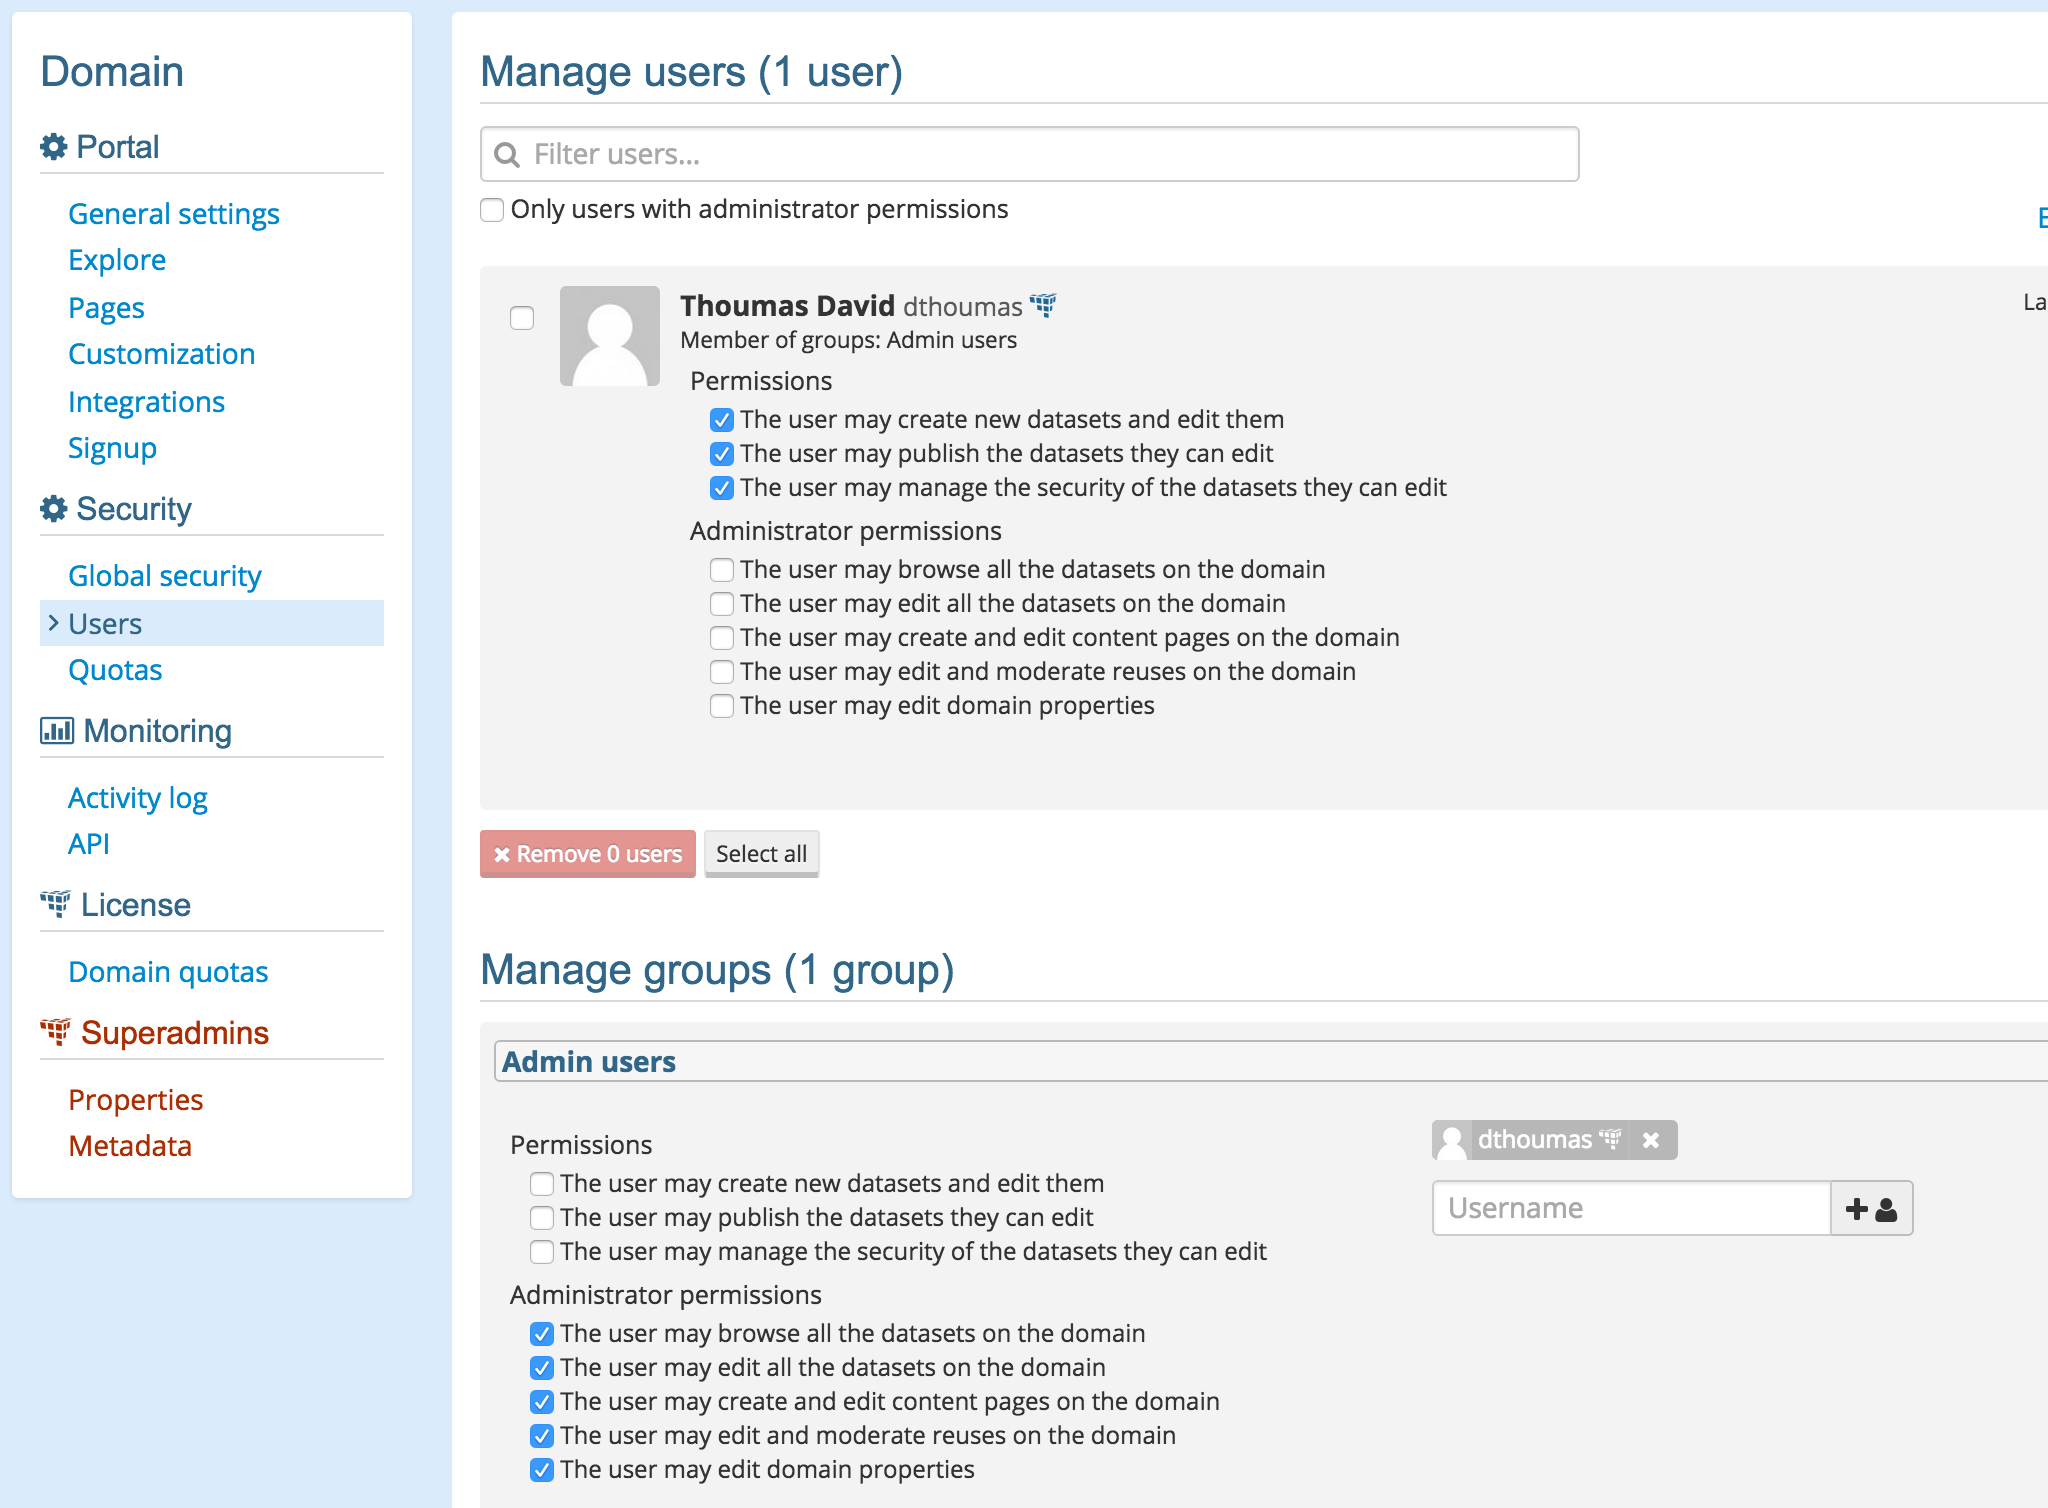 Domain
Portal
General settings
Explore
Pages
Customization
Integrations
Signup
Security
Global security
Users
Quotas
Monitoring
Activity log
API
License
Domain quotas
Superadmins
Properties
Metadata
Manage users (1 user)
Filter users...
Only users with administrator permissions
Thoumas David dthoumas
Member of groups: Admin users
Permissions
The user may create new datasets and edit them
The user may publish the datasets they can edit
The user may manage the security of the datasets they can edit
Administrator permissions
The user may browse all the datasets on the domain
The user may edit all the datasets on the domain
The user may create and edit content pages on the domain
The user may edit and moderate reuses on the domain
The user may edit domain properties
Remove 0 users
Select all
Manage groups (1 group)
Admin users
Permissions
The user may create new datasets and edit them
The user may publish the datasets they can edit
The user may manage the security of the datasets they can edit
Administrator permissions
The user may browse all the datasets on the domain
The user may edit all the datasets on the domain
The user may create and edit content pages on the domain
The user may edit and moderate reuses on the domain
The user may edit domain properties
dthoumas
Username